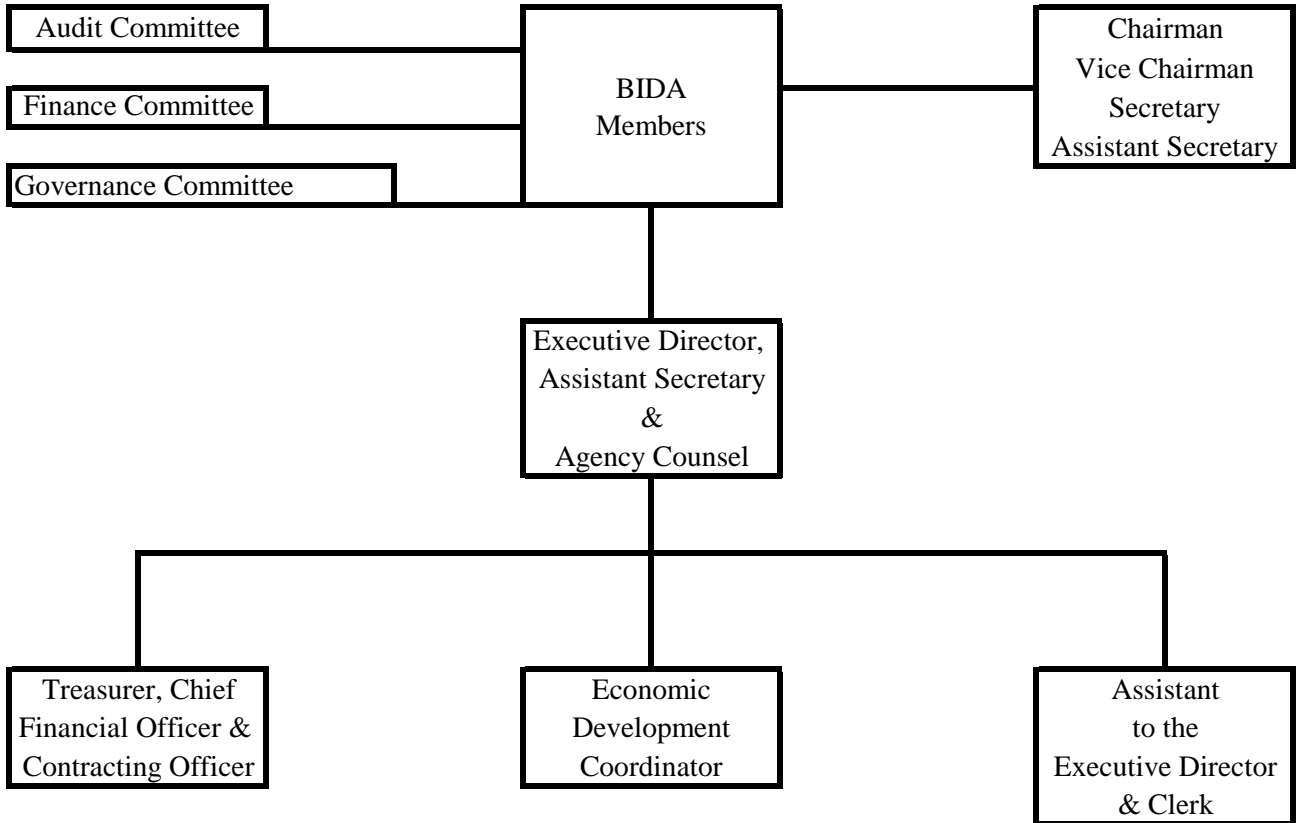 Audit Committee
Finance Committee
Governance Committee
BIDA
Members
Chairman
Vice Chairman
Secretary
Assistant Secretary
Executive Director,
Assistant Secretary
&
Agency Counsel
Treasurer, Chief
Financial Officer &
Contracting Officer
Economic
Development
Coordinator
Assistant
to the
Executive Director
& Clerk